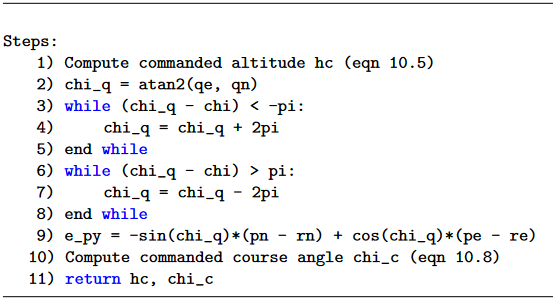 Steps:
1) Compute commanded altitude hc (eqn 10.5)
2) chi_q = atan2(qe, qn)
3) while (chi_q - chi) < -pi:
4) chi_q = chi_q + 2pi
5) end while
6) while (chi_q - chi) > pi:
7) chi_q = chi_q - 2pi
8) end while
9) e_py = -sin(chi_q)*(pn - rn) + cos(chi_q)*(pe - re)
10) Compute commanded course angle chi_c (eqn 10.8)
11) return hc, chi_c